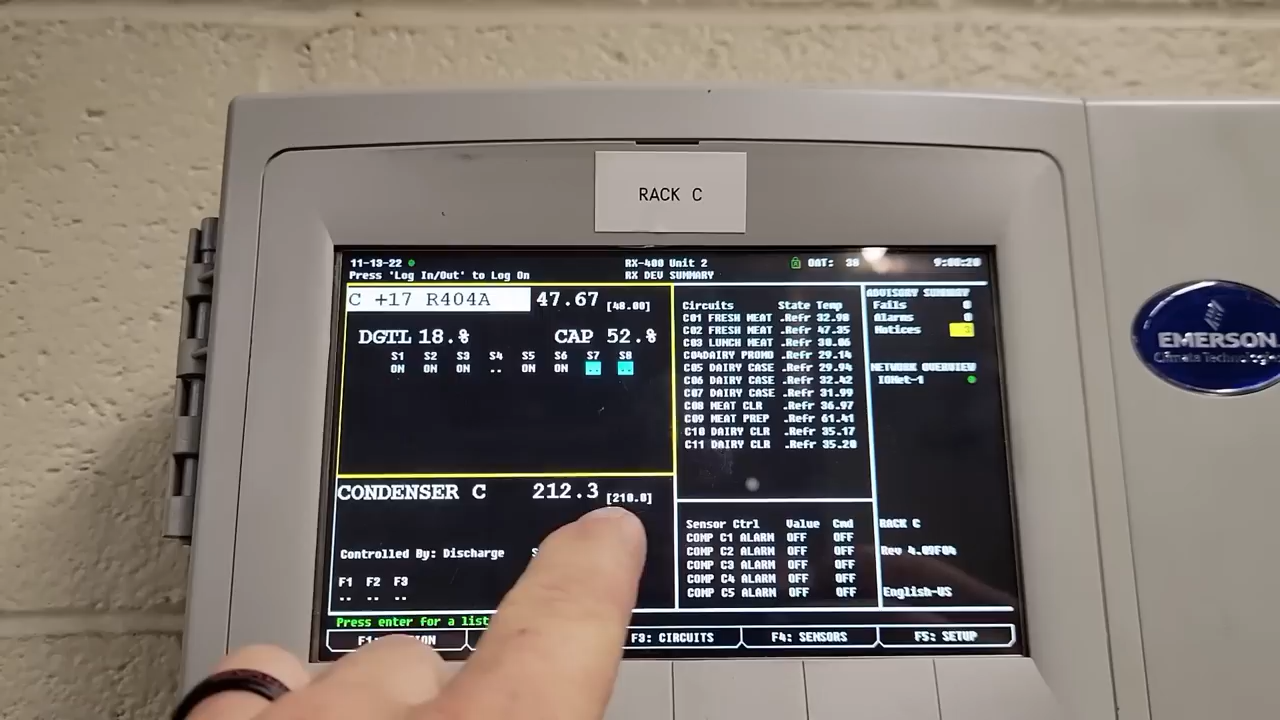 RACK C
11-13-22
RX-400 Unit 2
OAT: 38
Press 'Log In/Out' to Log On
RX DEV SUMMARY
C +17 R404A 47.67 [48.00]
DGTL 18.% CAP 52.%
S1 S2 S3 S4 S5 S6 S7 S8
ON ON ON .. ON ON .. ..
CONDENSER C 212.3 [210.0]
Controlled By: Discharge
F1 F2 F3
.. .. ..
Press enter for a list
Circuits State Temp
C01 FRESH MEAT .Refr 32.98
C02 FRESH MEAT .Refr 47.35
C03 LUNCH MEAT .Refr 30.06
C04DAIRY PROMO .Refr 29.14
C05 DAIRY CASE .Refr 29.94
C06 DAIRY CASE .Refr 32.42
C07 DAIRY CASE .Refr 31.99
C08 MEAT CLR .Refr 36.97
C09 MEAT PREP .Refr 61.41
C10 DAIRY CLR .Refr 35.17
C11 DAIRY CLR .Refr 35.20
Sensor Ctrl Value Cmd
COMP C1 ALARM OFF OFF
COMP C2 ALARM OFF OFF
COMP C3 ALARM OFF OFF
COMP C4 ALARM OFF OFF
COMP C5 ALARM OFF OFF
ADVISORY SUMMARY
Fails 0
Alarms 0
Notices
NETWORK OVERVIEW
IONet-1
RACK C
Rev 4.09F04
English-US
F3: CIRCUITS
F4: SENSORS
F5: SETUP
EMERSON
Climate Technologies